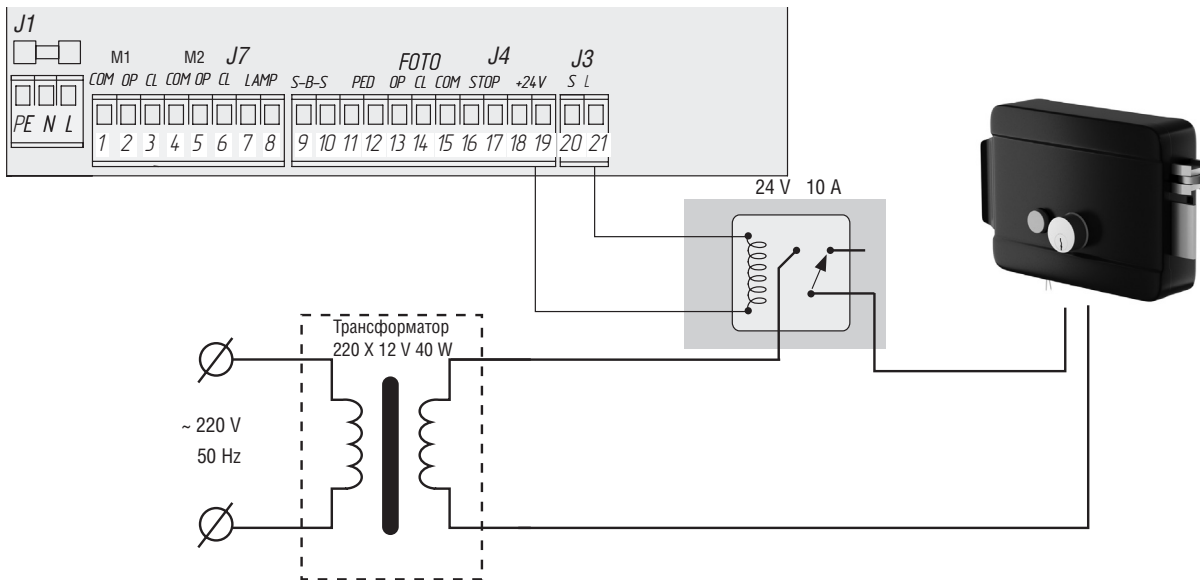 J1
M1 M2 J7 FOTO J4 J3
COM OP CL COM OP CL LAMP S-B-S PED OP CL COM STOP +24V S L
PE N L
1 2 3 4 5 6 7 8 9 10 11 12 13 14 15 16 17 18 19 20 21
24 V 10 A
Трансформатор
220 X 12 V 40 W
~ 220 V
50 Hz